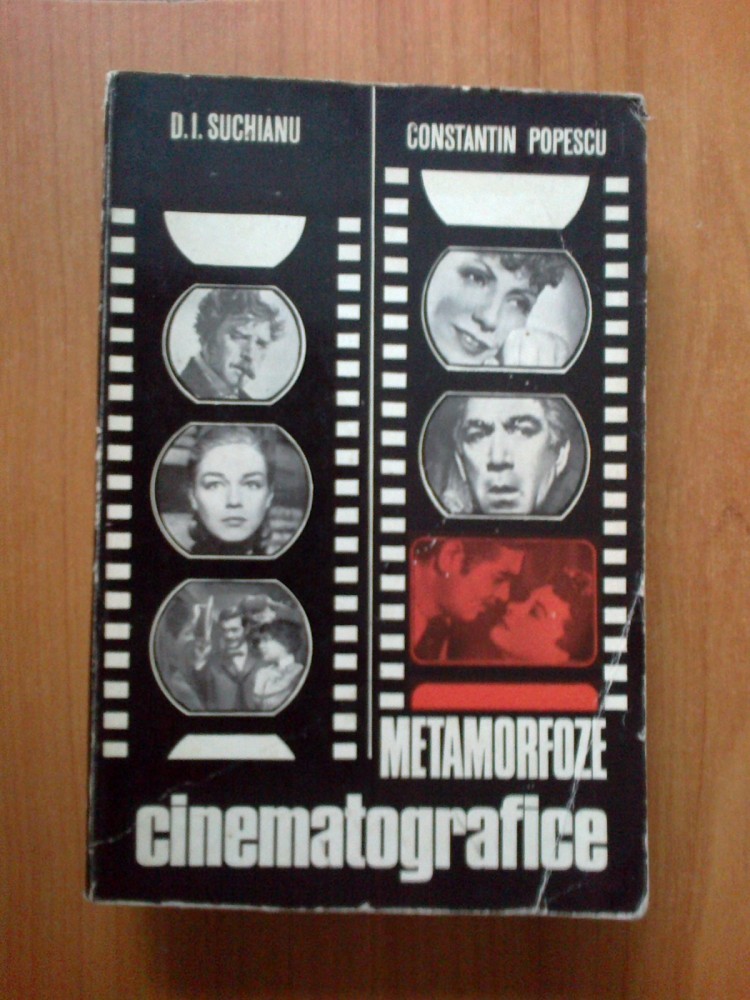 D.I. SUCHIANU
CONSTANTIN POPESCU
METAMORFOZE
cinematografice